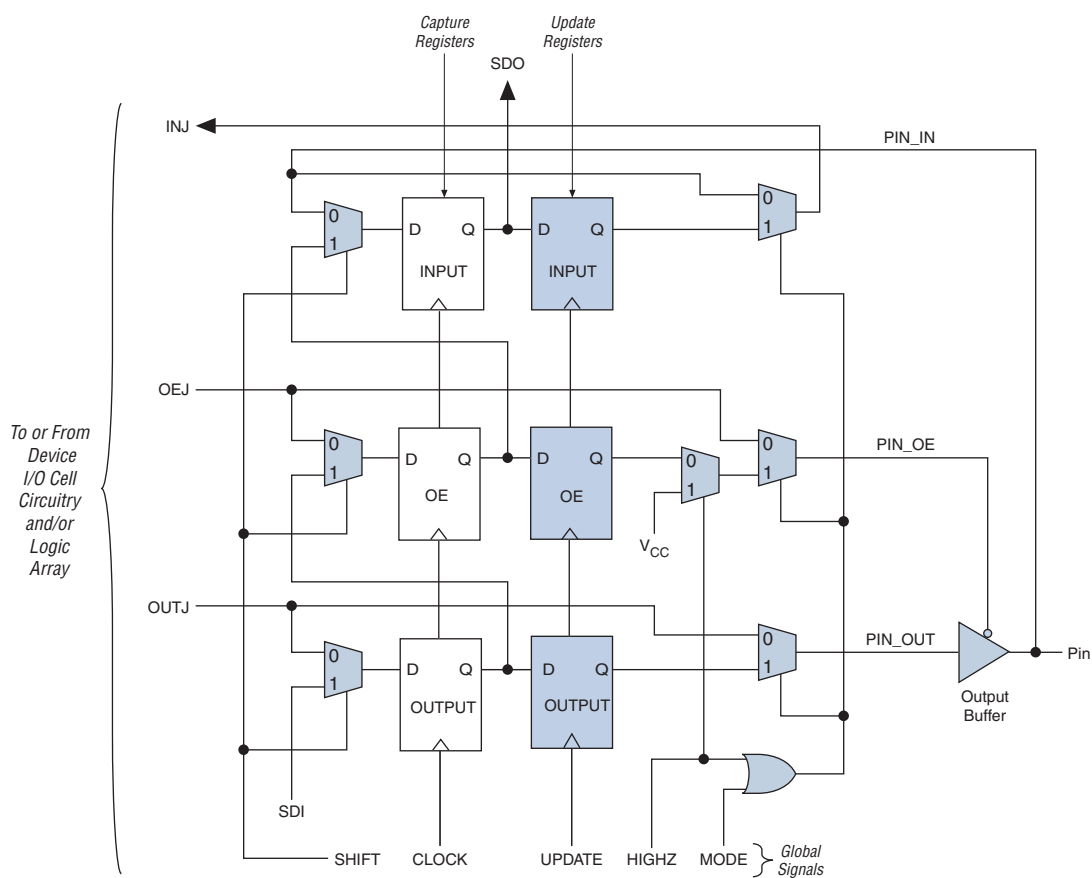 Capture
Registers
Update
Registers
SDO
INJ
PIN_IN
0
1
D Q
INPUT
D Q
INPUT
0
1
OEJ
To or From
Device
I/O Cell
Circuitry
and/or
Logic
Array
0
1
D Q
OE
D Q
OE
0
1
0
1
PIN_OE
VCC
OUTJ
0
1
D Q
OUTPUT
D Q
OUTPUT
0
1
PIN_OUT
Pin
Output
Buffer
SDI
SHIFT
CLOCK
UPDATE
HIGHZ
MODE
Global
Signals